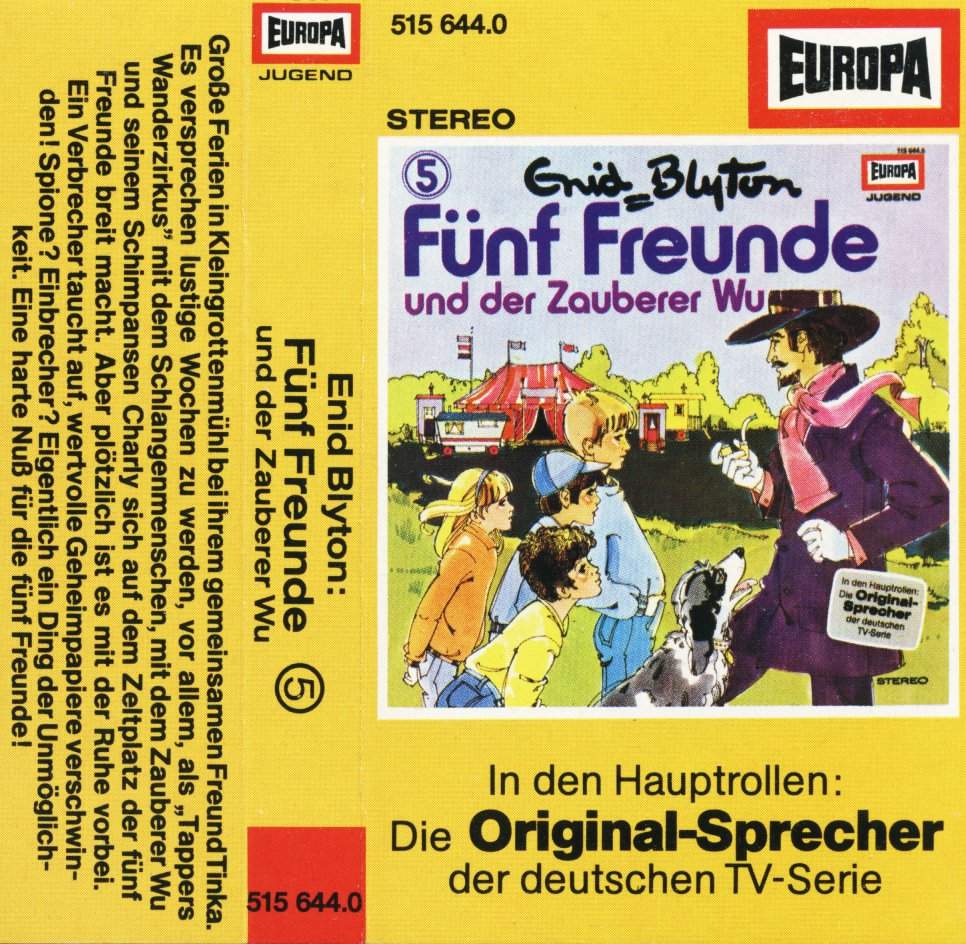 Große Ferien in Kleingrottenmühl bei ihrem gemeinsamen Freund Tinka.
Es versprechen lustige Wochen zu werden, vor allem, als „Tappers
Wanderzirkus” mit dem Schlangenmenschen, mit dem Zauberer Wu
und seinem Schimpansen Charly sich auf dem Zeltplatz der fünf
Freunde breit macht. Aber plötzlich ist es mit der Ruhe vorbei.
Ein Verbrecher taucht auf, wertvolle Geheimpapiere verschwin-
den! Spione? Einbrecher? Eigentlich ein Ding der Unmöglich-
keit. Eine harte Nuß für die fünf Freunde!
EUROPA
JUGEND
Enid Blyton:
Fünf Freunde
und der Zauberer Wu
5
515 644.0
515 644.0
EUROPA
STEREO
5
Enid Blyton
115 644.5
EUROPA
JUGEND
Fünf Freunde
und der Zauberer Wu
In den Hauptrollen:
Die Original-
Sprecher
der deutschen
TV-Serie
STEREO
In den Hauptrollen:
Die Original-Sprecher
der deutschen TV-Serie